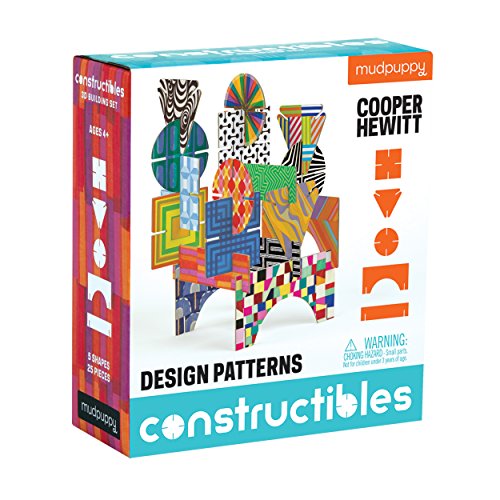 constructibles
3D BUILDING SET
AGES 4+
5 SHAPES
25 PIECES
mudpuppy
mudpuppy
COOPER
HEWITT
WARNING:
CHOKING HAZARD - Small parts.
Not for children under 3 years of age.
DESIGN PATTERNS
constructibles